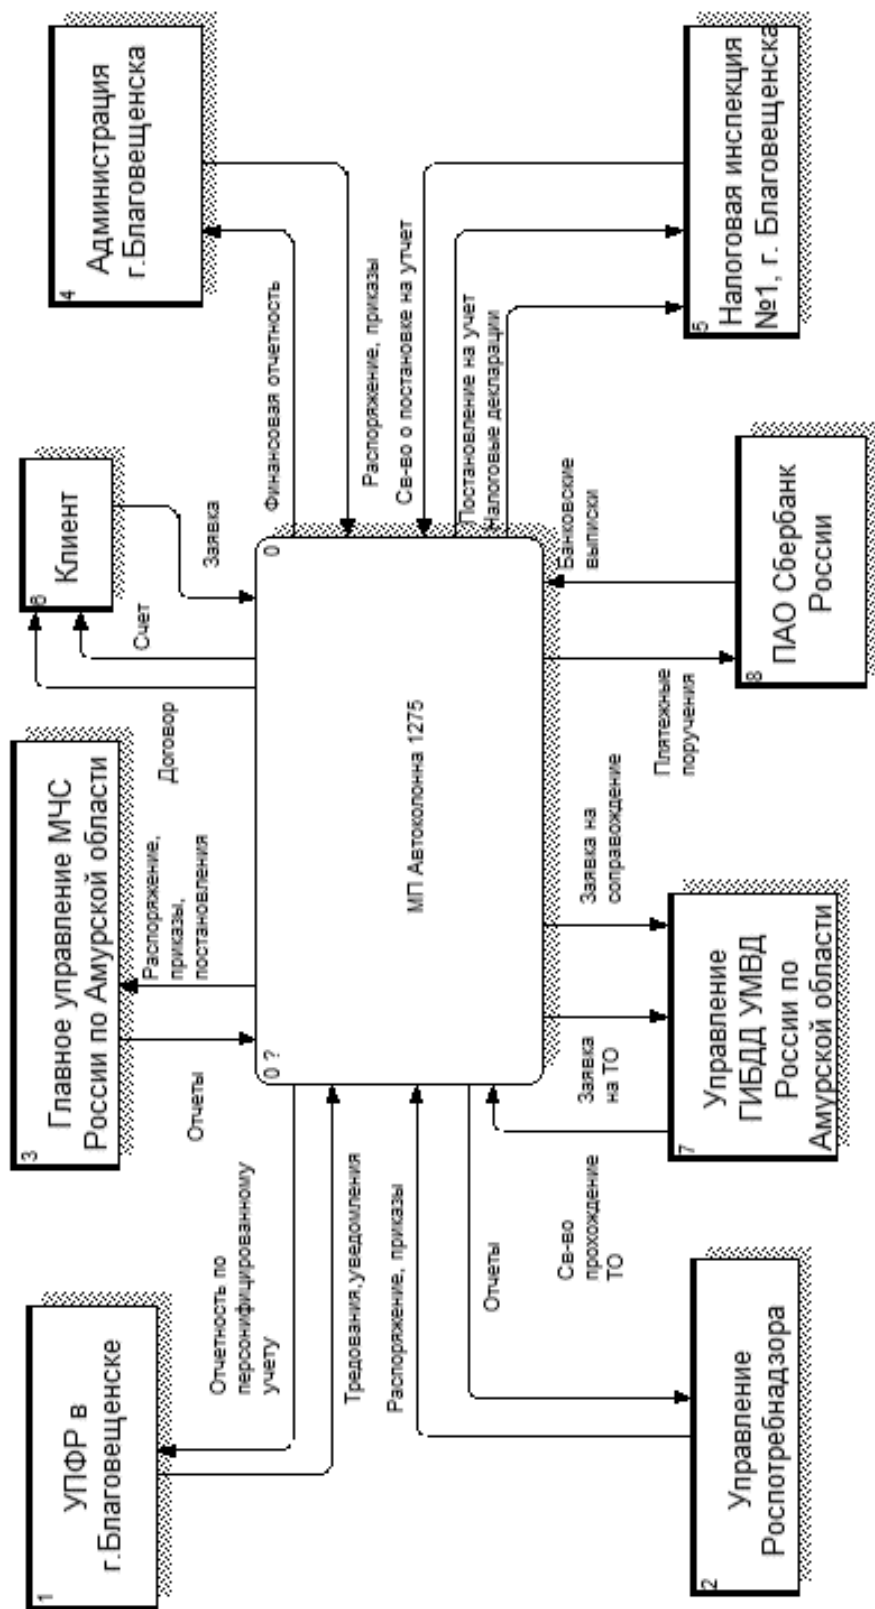 1
УПФР в
г.Благовещенске
3
Главное управление МЧС
России по Амурской области
6
Клиент
4
Администрация
г.Благовещенска
Отчетность по
персонифицированному
учету
Тредования,уведомления
Распоряжение, приказы
Отчеты
Отчеты
Распоряжение,
приказы,
постановления
Договор
Счет
Заявка
Финансовая отчетность
Распоряжение, приказы
Св-во о постановке на утчет
Постановление на учет
Налоговые декларации
0 ?
0
МП Автоколонна 1275
Св-во
прохождение
ТО
Заявка
на ТО
Заявка на
соправождение
Плятежные
поручения
Банковские
выписки
2
Управление
Роспотребнадзора
7
Управление
ГИБДД УМВД
России по
Амурской области
8
ПАО Сбербанк
России
5
Налоговая инспекция
№1, г. Благовещенска